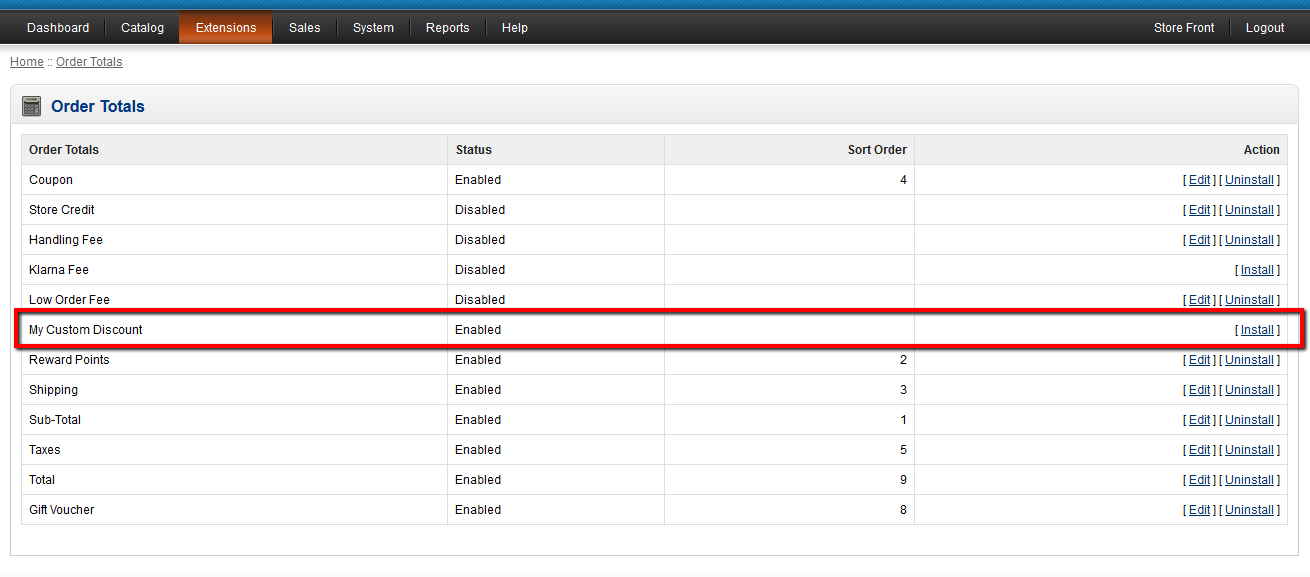 Dashboard Catalog Extensions Sales System Reports Help Store Front Logout
Home :: Order Totals
Order Totals
Order Totals Status Sort Order Action
Coupon Enabled 4 [ Edit ] [ Uninstall ]
Store Credit Disabled [ Edit ] [ Uninstall ]
Handling Fee Disabled [ Edit ] [ Uninstall ]
Klarna Fee Disabled [ Install ]
Low Order Fee Disabled [ Edit ] [ Uninstall ]
My Custom Discount Enabled [ Install ]
Reward Points Enabled 2 [ Edit ] [ Uninstall ]
Shipping Enabled 3 [ Edit ] [ Uninstall ]
Sub-Total Enabled 1 [ Edit ] [ Uninstall ]
Taxes Enabled 5 [ Edit ] [ Uninstall ]
Total Enabled 9 [ Edit ] [ Uninstall ]
Gift Voucher Enabled 8 [ Edit ] [ Uninstall ]